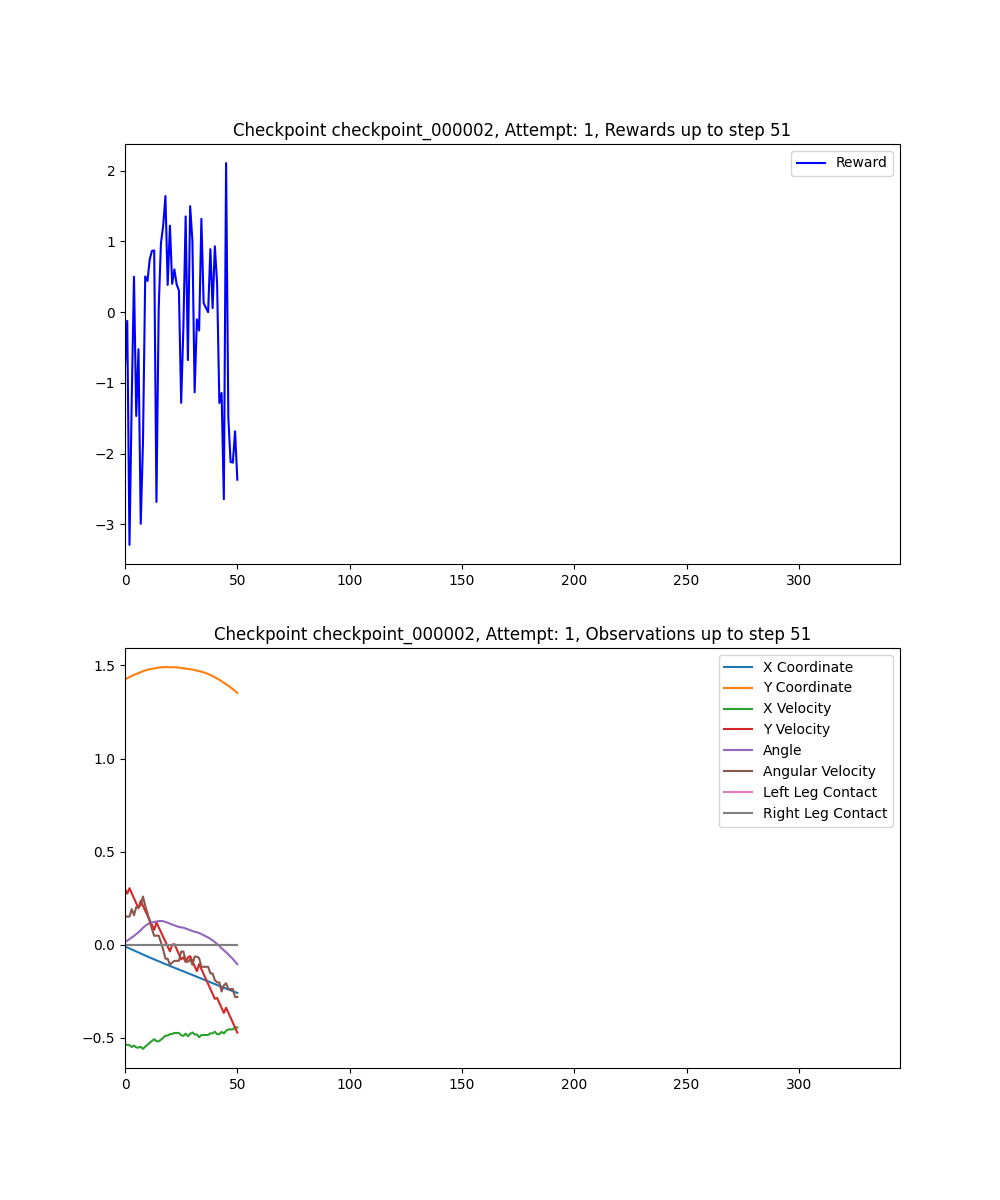 Checkpoint checkpoint_000002, Attempt: 1, Rewards up to step 51
Reward
2
1
0
−1
−2
−3
0 50 100 150 200 250 300
Checkpoint checkpoint_000002, Attempt: 1, Observations up to step 51
X Coordinate
Y Coordinate
X Velocity
Y Velocity
Angle
Angular Velocity
Left Leg Contact
Right Leg Contact
1.5
1.0
0.5
0.0
−0.5
0 50 100 150 200 250 300